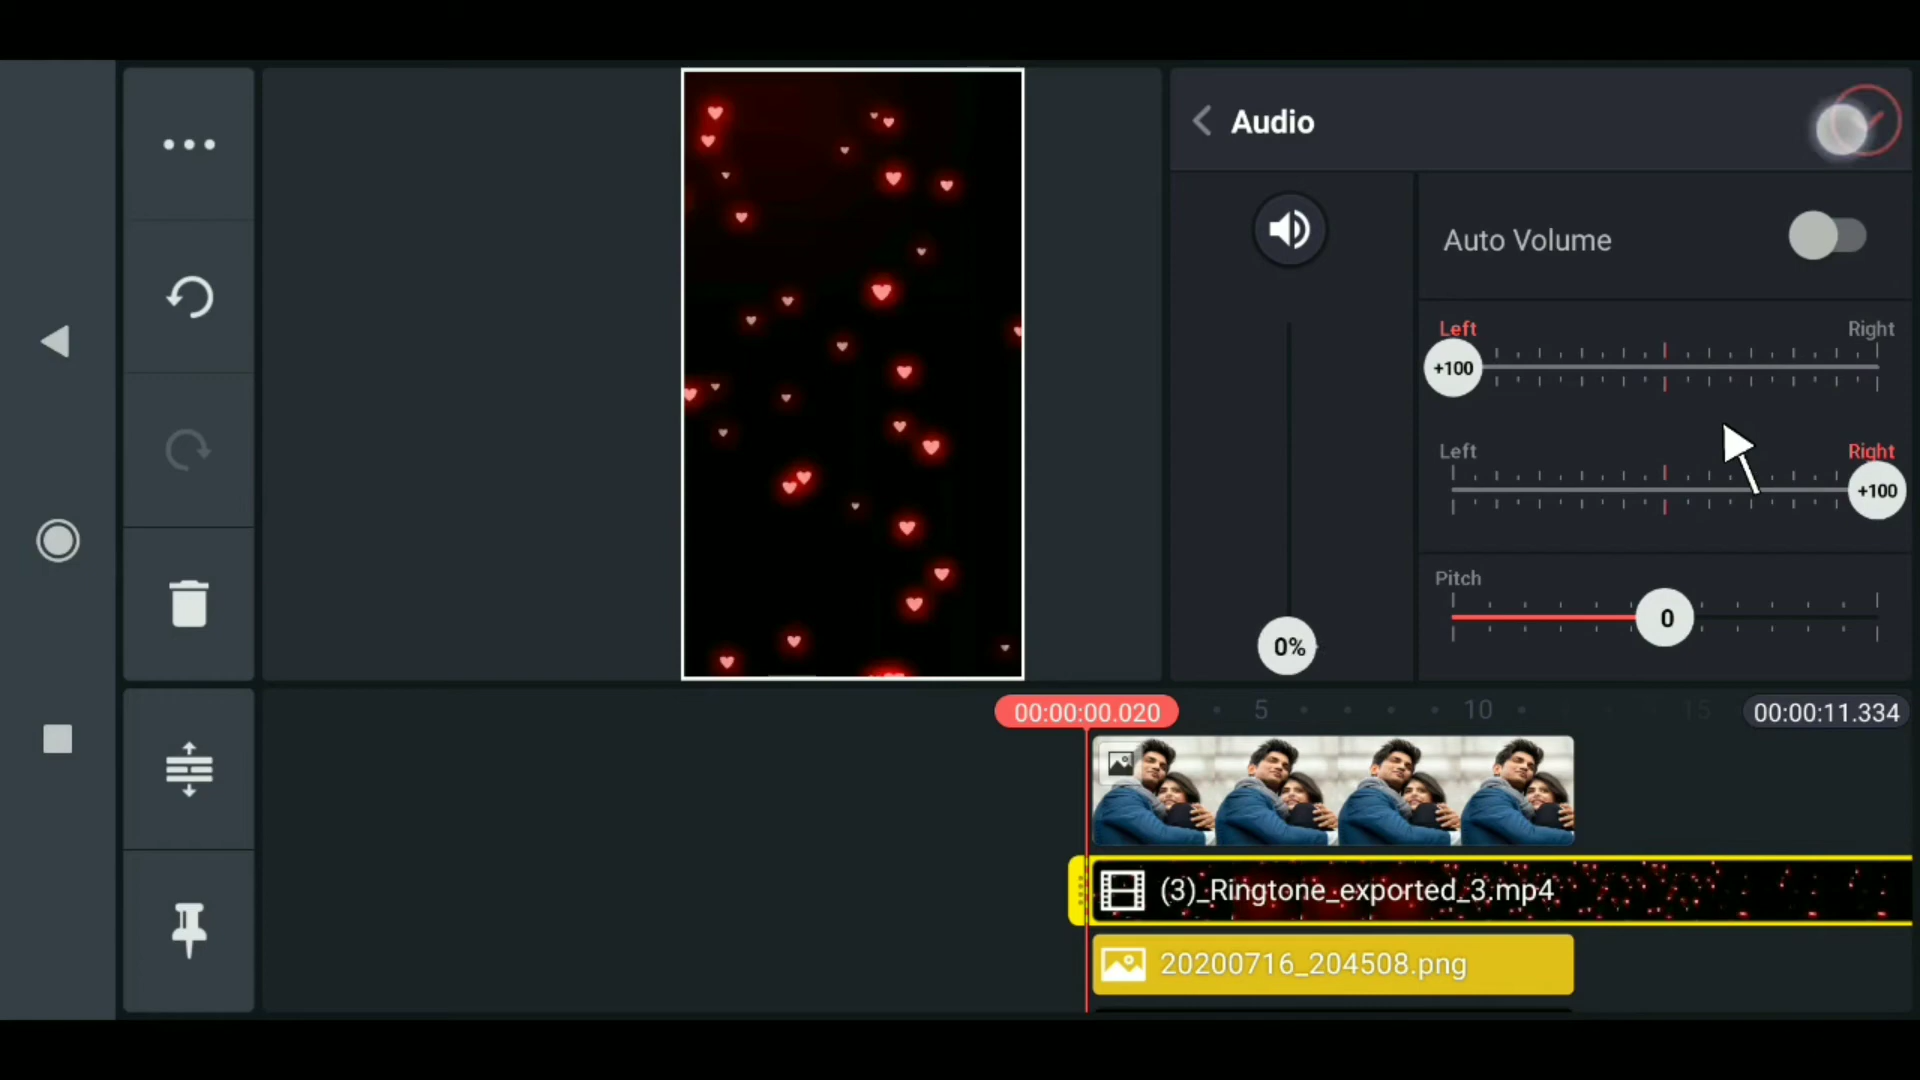 Audio
Auto Volume
Left Right
+100
Left Right
+100
Pitch
0
0%
00:00:00.020 5 10 15 00:00:11.334
(3)_Ringtone_exported_3.mp4
20200716_204508.png